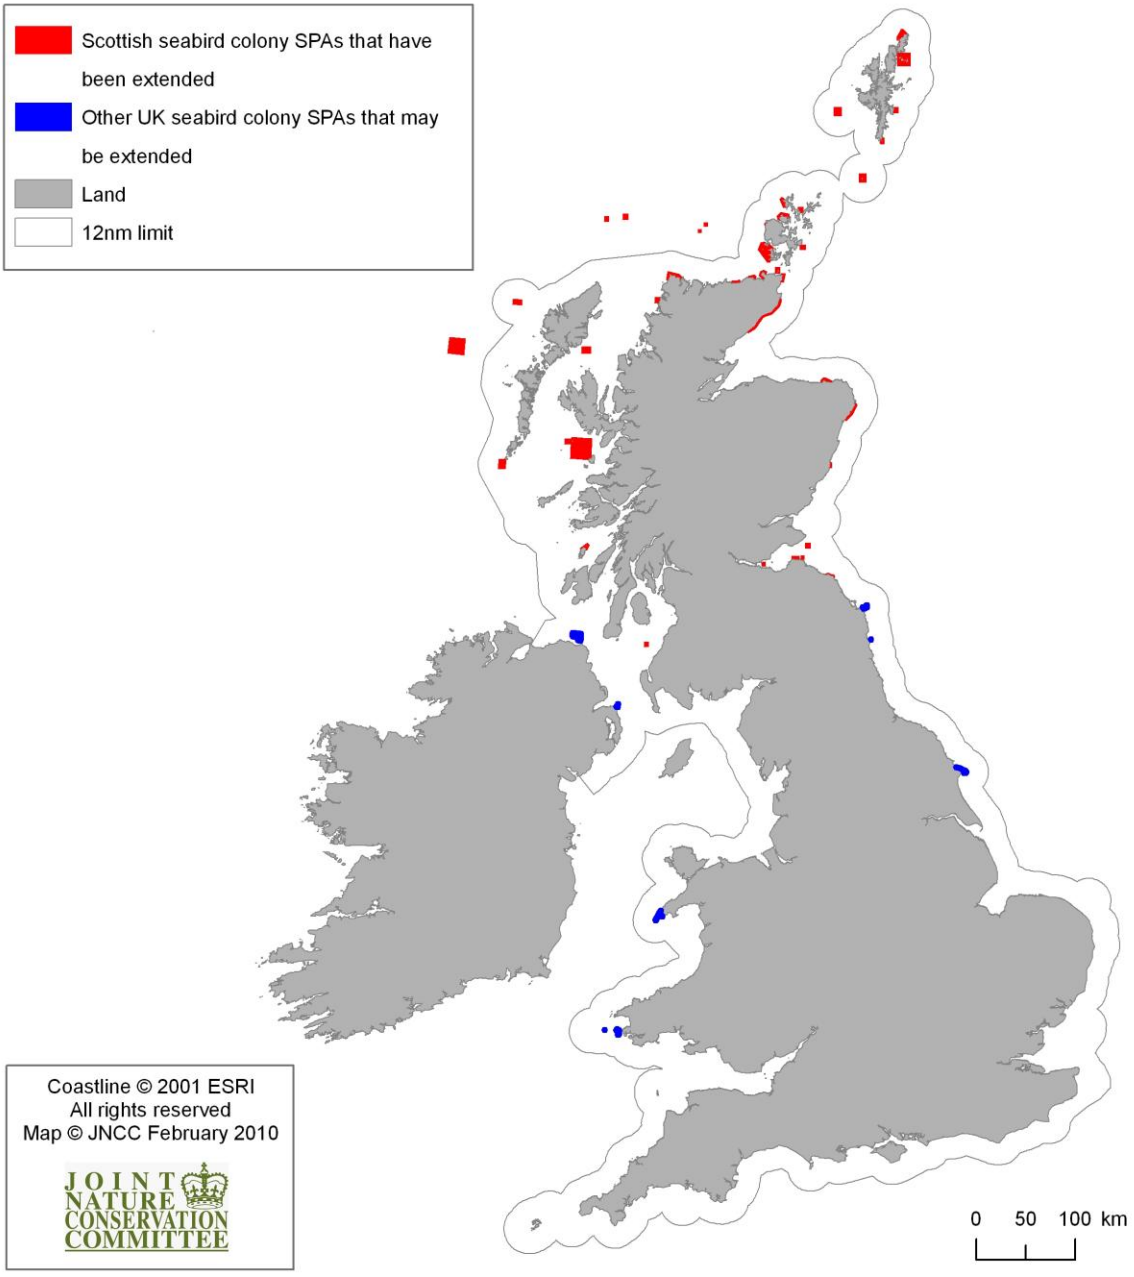 Scottish seabird colony SPAs that have
been extended
Other UK seabird colony SPAs that may
be extended
Land
12nm limit
Coastline © 2001 ESRI
All rights reserved
Map © JNCC February 2010
JOINT
NATURE
CONSERVATION
COMMITTEE
0 50 100 km